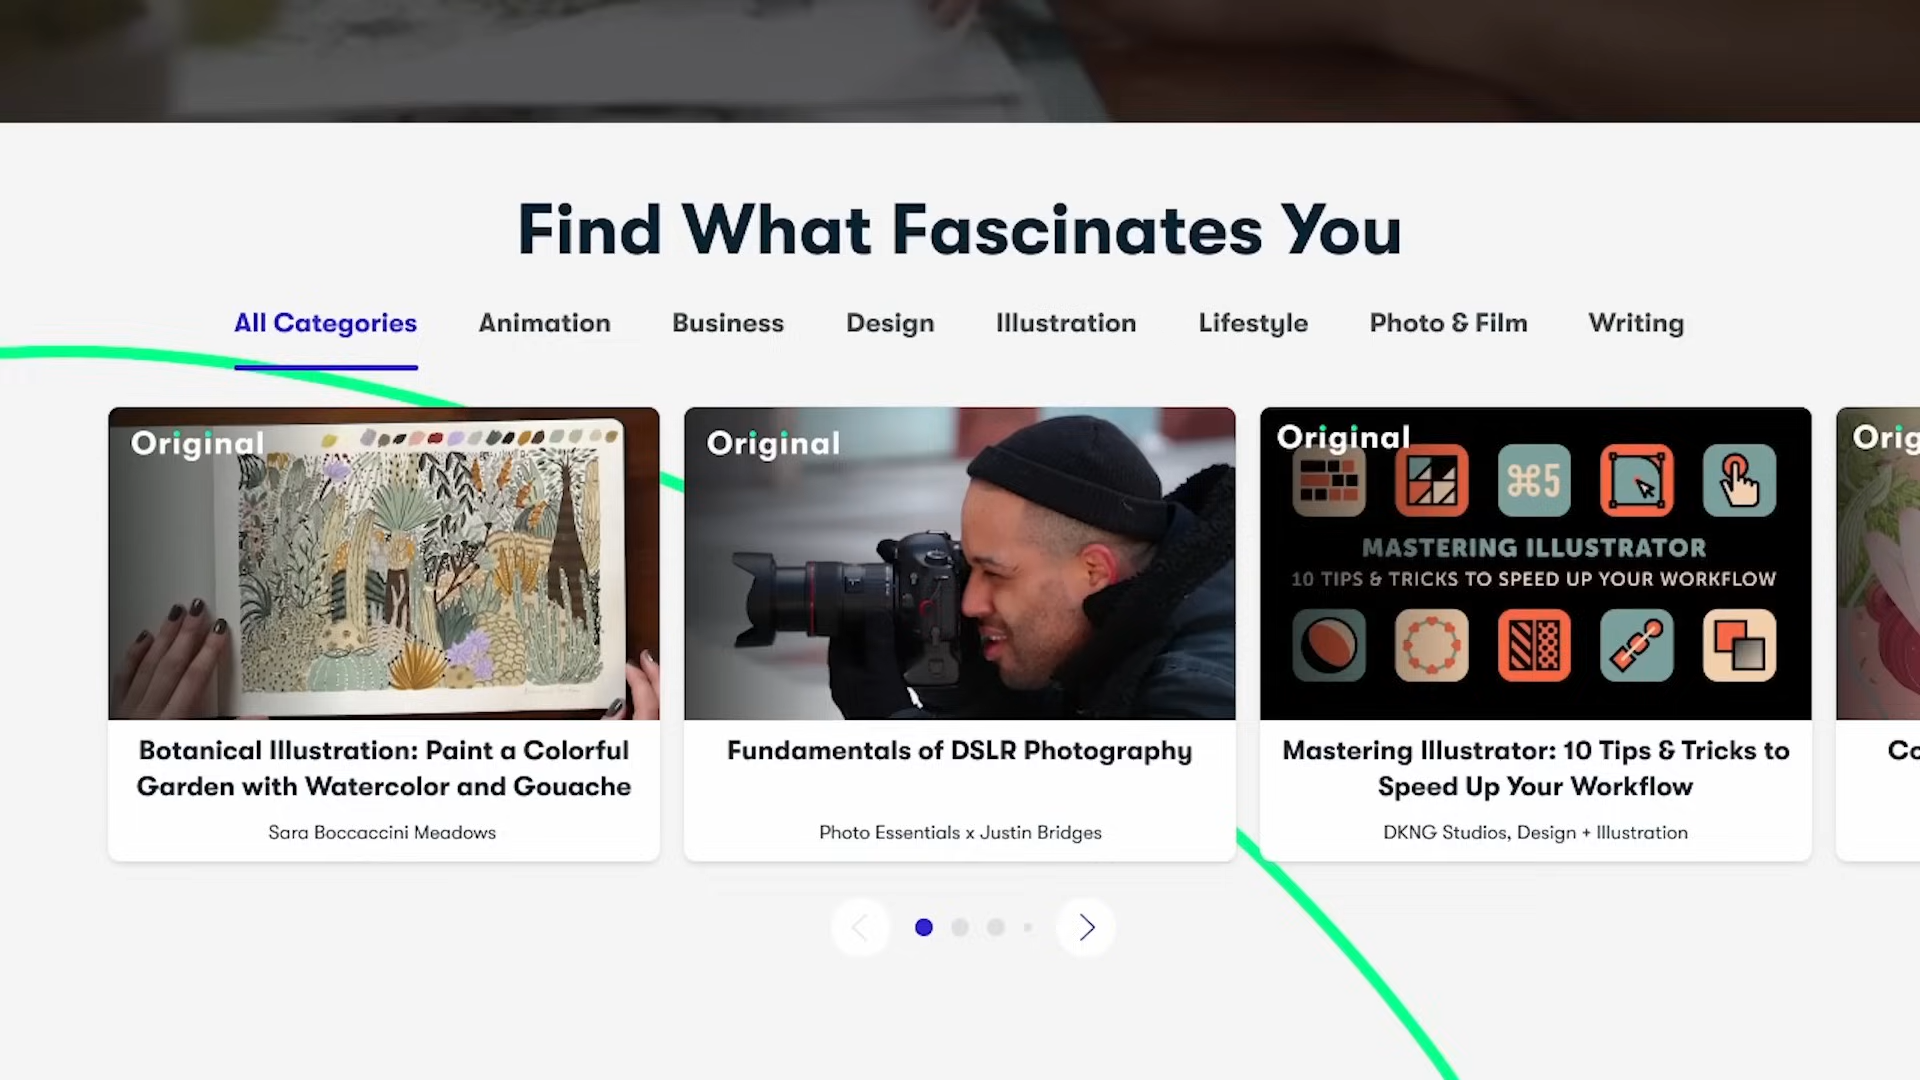 Find What Fascinates You
All Categories
Animation
Business
Design
Illustration
Lifestyle
Photo & Film
Writing
Original
Botanical Illustration: Paint a Colorful
Garden with Watercolor and Gouache
Sara Boccaccini Meadows
Original
Fundamentals of DSLR Photography
Photo Essentials x Justin Bridges
Original
⌘5
MASTERING ILLUSTRATOR
10 TIPS & TRICKS TO SPEED UP YOUR WORKFLOW
Mastering Illustrator: 10 Tips & Tricks to
Speed Up Your Workflow
DKNG Studios, Design + Illustration
Orig
Co